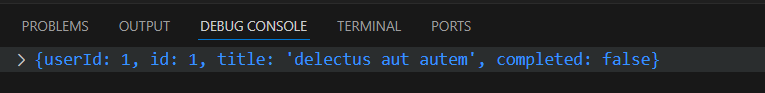 PROBLEMS OUTPUT DEBUG CONSOLE TERMINAL PORTS
> {userId: 1, id: 1, title: 'delectus aut autem', completed: false}